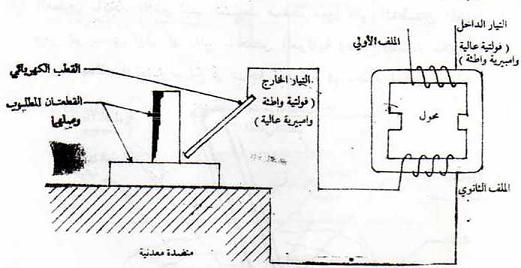 التيار الداخل
( فولتية عالية
وامبيرية واطئة )
الملف الأولي
القطب الكهربائي
التيار الخارج
( فولتية واطئة
وامبيرية عالية )
القطعتان المطلوب
وصلهما
محول
الملف الثانوي
منضدة معدنية